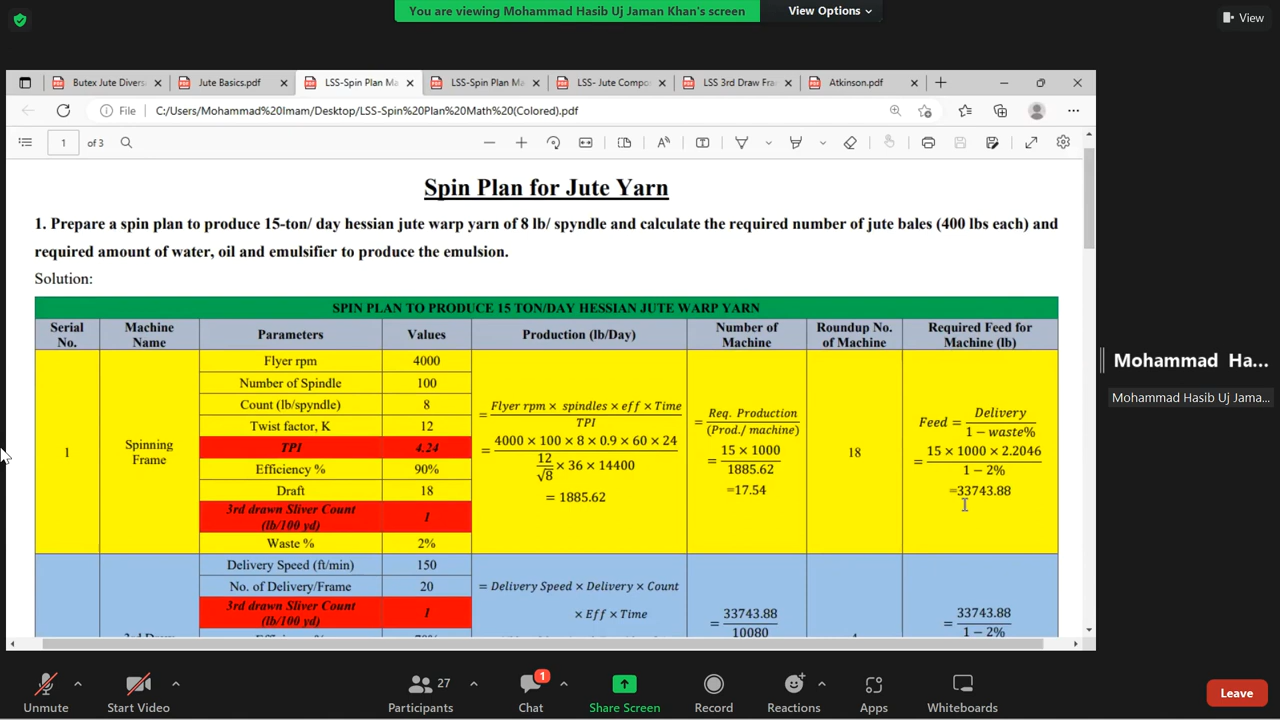 You are viewing Mohammad Hasib Uj Jaman Khan's screen
View Options
View
Butex Jute Divers
Jute Basics.pdf
LSS-Spin Plan Ma
LSS-Spin Plan Ma
LSS- Jute Compo
LSS 3rd Draw Fra
Atkinson.pdf
File
C:/Users/Mohammad%20Imam/Desktop/LSS-Spin%20Plan%20Math%20(Colored).pdf
1 of 3
Spin Plan for Jute Yarn
1. Prepare a spin plan to produce 15-ton/ day hessian jute warp yarn of 8 lb/ spyndle and calculate the required number of jute bales (400 lbs each) and
required amount of water, oil and emulsifier to produce the emulsion.
Solution:
SPIN PLAN TO PRODUCE 15 TON/DAY HESSIAN JUTE WARP YARN
Serial No. Machine Name Parameters Values Production (lb/Day) Number of Machine Roundup No. of Machine Required Feed for Machine (lb)
1
Spinning
Frame
Flyer rpm 4000
Number of Spindle 100
Count (lb/spyndle) 8
Twist factor, K 12
TPI 4.24
Efficiency % 90%
Draft 18
3rd drawn Sliver Count
(lb/100 yd) 1
Waste % 2%
= Flyer rpm × spindles × eff × Time
TPI
= 4000 × 100 × 8 × 0.9 × 60 × 24
12/√8 × 36 × 14400
= 1885.62
= Req. Production
(Prod./ machine)
= 15 × 1000
1885.62
=17.54
18
Feed = Delivery
1 − waste%
= 15 × 1000 × 2.2046
1 − 2%
=33743.88
Delivery Speed (ft/min) 150
No. of Delivery/Frame 20
3rd drawn Sliver Count
(lb/100 yd) 1
= Delivery Speed × Delivery × Count
× Eff × Time
= 33743.88
10080
= 33743.88
1 − 2%
Mohammad Ha...
Mohammad Hasib Uj Jama...
Unmute
Start Video
27
Participants
1
Chat
Share Screen
Record
Reactions
Apps
Whiteboards
Leave